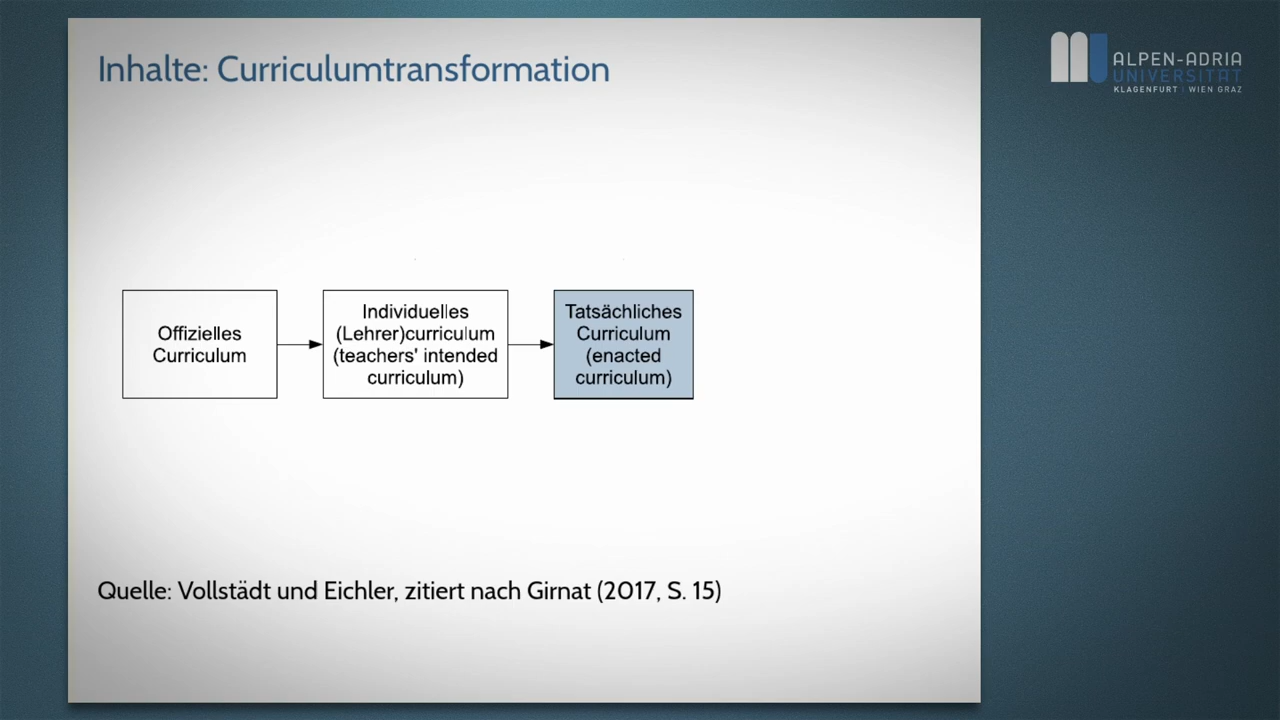 Inhalte: Curriculumtransformation
ALPEN-ADRIA
UNIVERSITÄT
KLAGENFURT | WIEN GRAZ
Offizielles
Curriculum
Individuelles
(Lehrer)curriculum
(teachers' intended
curriculum)
Tatsächliches
Curriculum
(enacted
curriculum)
Quelle: Vollstädt und Eichler, zitiert nach Girnat (2017, S. 15)